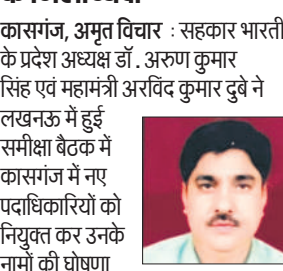 कासगंज, अमृत विचार : सहकार भारती
के प्रदेश अध्यक्ष डॉ. अरुण कुमार
सिंह एवं महामंत्री अरविंद कुमार दुबे ने
लखनऊ में हुई
समीक्षा बैठक में
कासगंज में नए
पदाधिकारियों को
नियुक्त कर उनके
नामों की घोषणा